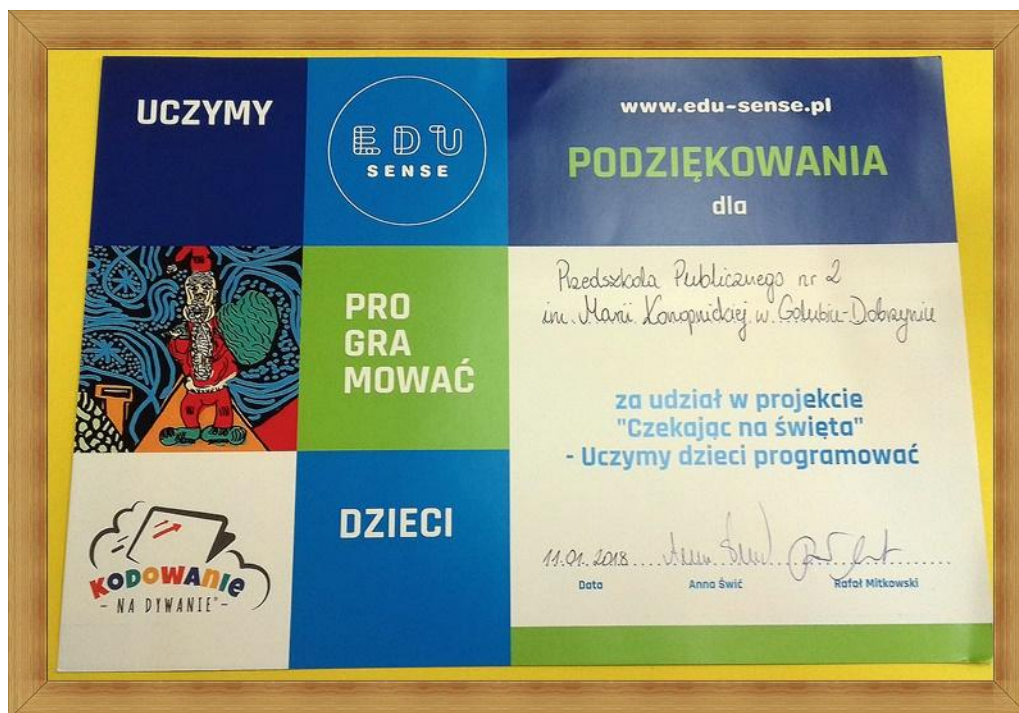 UCZYMY
EDU
SENSE
PRO
GRA
MOWAĆ
DZIECI
KODOWANIE
- NA DYWANIE® -
www.edu-sense.pl
PODZIĘKOWANIA
dla
Przedszkola Publicznego nr 2
im. Marii Konopnickiej w Golubiu-Dobrzyniu
za udział w projekcie
"Czekając na święta"
- Uczymy dzieci programować
11.01.2018
Data Anna Świć Rafał Mitkowski